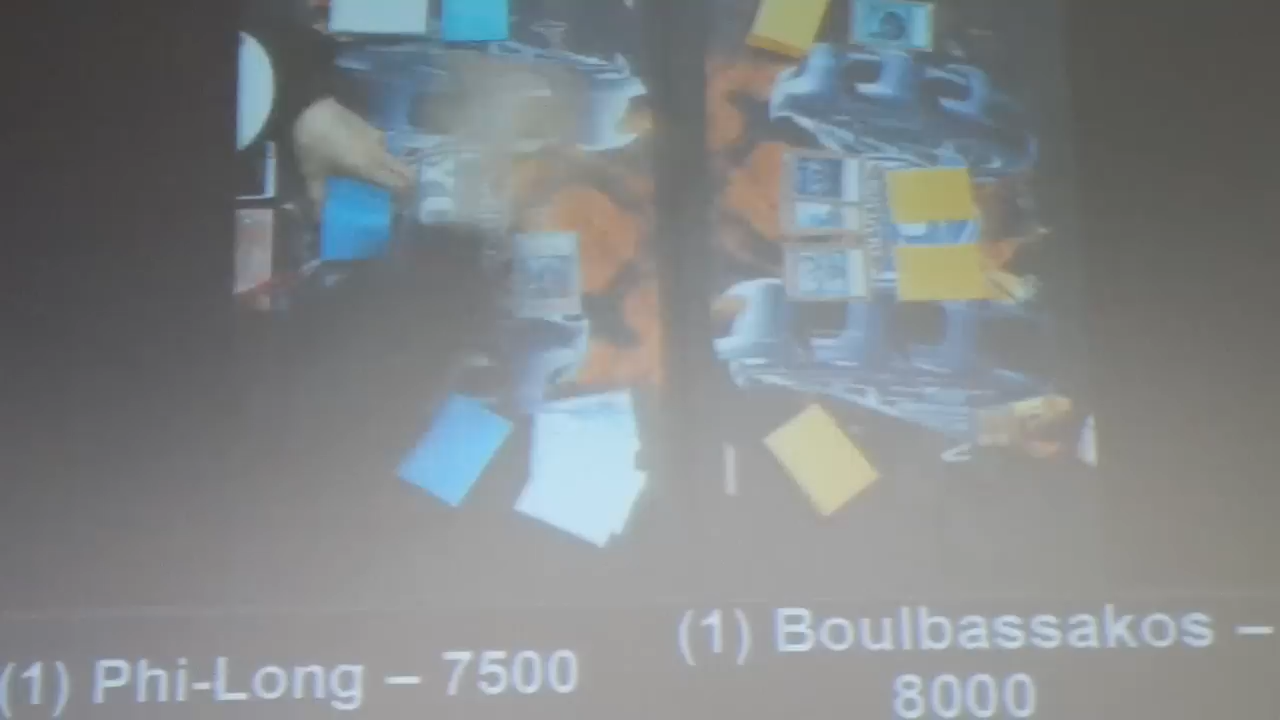 (1) Phi-Long – 7500
(1) Boulbassakos –
8000